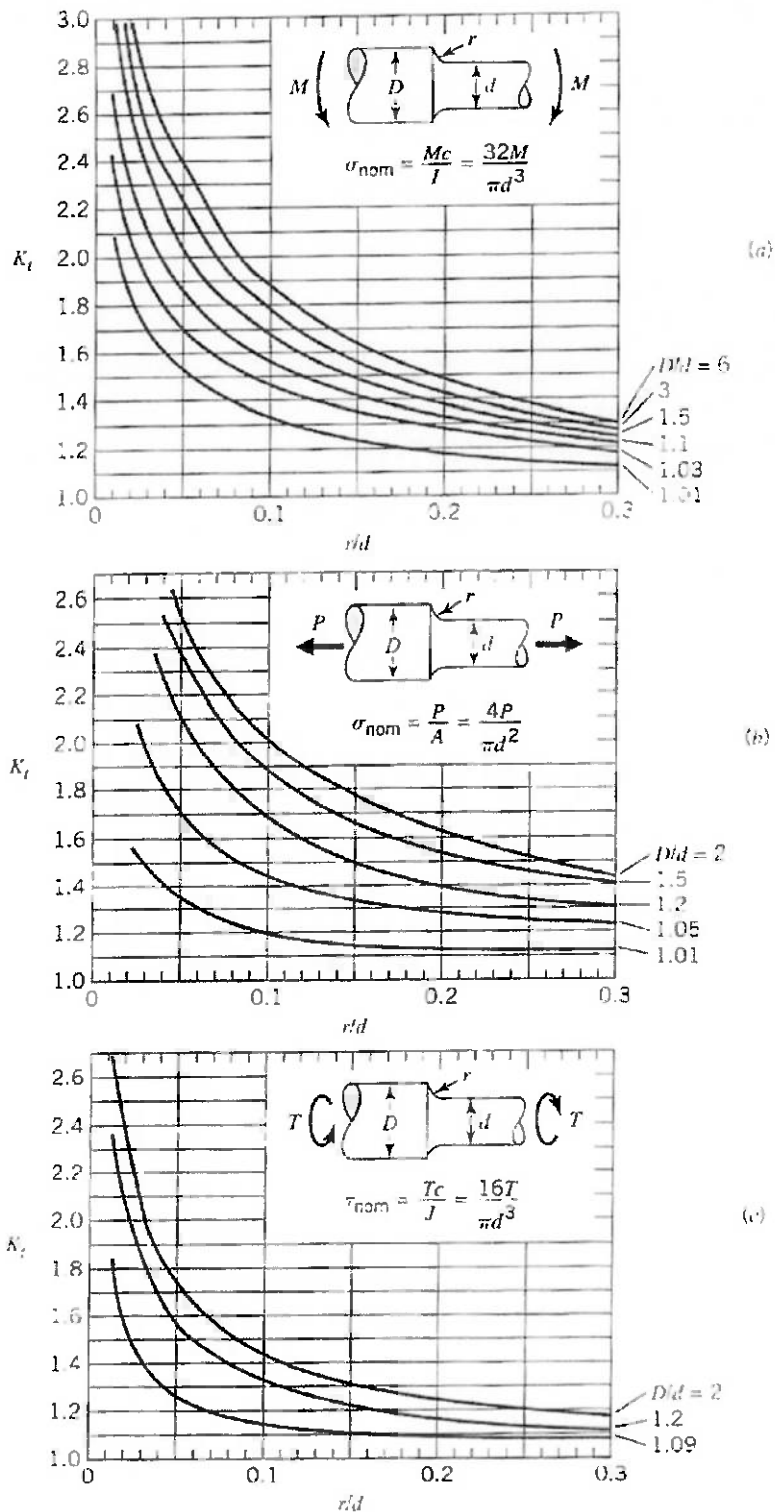 3.0
2.8
2.6
2.4
2.2
K_t 2.0
1.8
1.6
1.4
1.2
1.0
0 0.1 0.2 0.3
r/d
M D r d M
σ_nom = Mc/I = 32M/πd³
(a)
D/d = 6
3
1.5
1.1
1.03
1.01
2.6
2.4
2.2
2.0
K_t
1.8
1.6
1.4
1.2
1.0
0 0.1 0.2 0.3
r/d
P D r d P
σ_nom = P/A = 4P/πd²
(b)
D/d = 2
1.5
1.2
1.05
1.01
2.6
2.4
2.2
2.0
K_t
1.8
1.6
1.4
1.2
1.0
0 0.1 0.2 0.3
r/d
T D r d T
τ_nom = Tc/J = 16T/πd³
D/d = 2
1.2
1.09